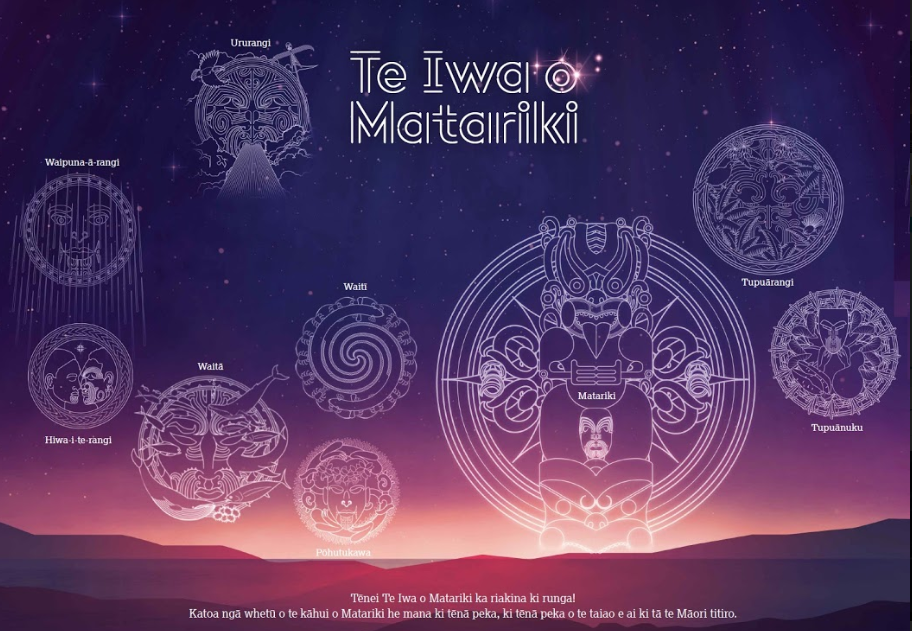 Te Iwa o
Matariki
Ururangi
Waipuna-ā-rangi
Tupuārangi
Waitī
Waitā
Matariki
Tupuānuku
Hiwa-i-te-rangi
Pōhutukawa
Tēnei Te Iwa o Matariki ka riakina ki runga!
Katoa ngā whetū o te kāhui o Matariki he mana ki tēnā peka, ki tēnā peka o te taiao e ai ki tā te Māori titiro.